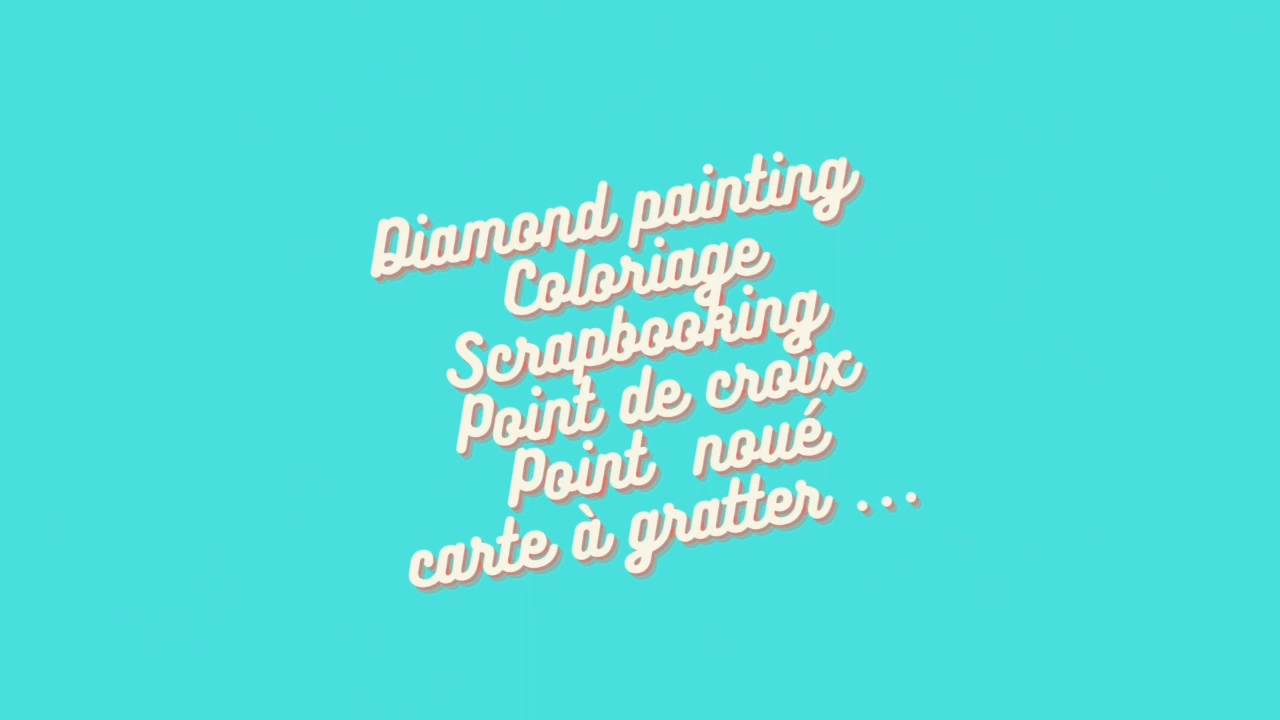 Diamond painting
Coloriage
Scrapbooking
Point de croix
Point noué
carte à gratter ...